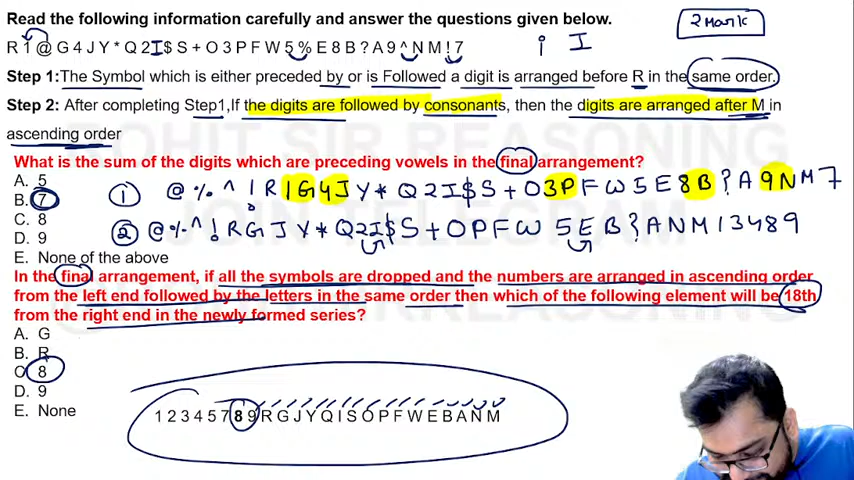 Read the following information carefully and answer the questions given below.
2 Mark
R 1 @ G 4 J Y * Q 2 I $ S + O 3 P F W 5 % E 8 B ? A 9 ^ N M ! 7
i I
Step 1: The Symbol which is either preceded by or is Followed a digit is arranged before R in the same order.
Step 2: After completing Step1, If the digits are followed by consonants, then the digits are arranged after M in
ascending order
ROHIT SIR REASONING
What is the sum of the digits which are preceding vowels in the final arrangement?
A. 5
① @ % ^ ! R 1 G 4 J Y * Q 2 I $ S + O 3 P F W 5 E 8 B ? A 9 N M 7
B. 7
C. 8
② @ % ^ ! R G J Y * Q 2 I $ S + O P F W 5 E B ? A N M 1 3 4 8 9
D. 9
E. None of the above
In the final arrangement, if all the symbols are dropped and the numbers are arranged in ascending order
from the left end followed by the letters in the same order then which of the following element will be 18th
from the right end in the newly formed series?
A. G
B. R
C. 8
D. 9
E. None
1 2 3 4 5 7 8 9 R G J Y Q I S O P F W E B A N M